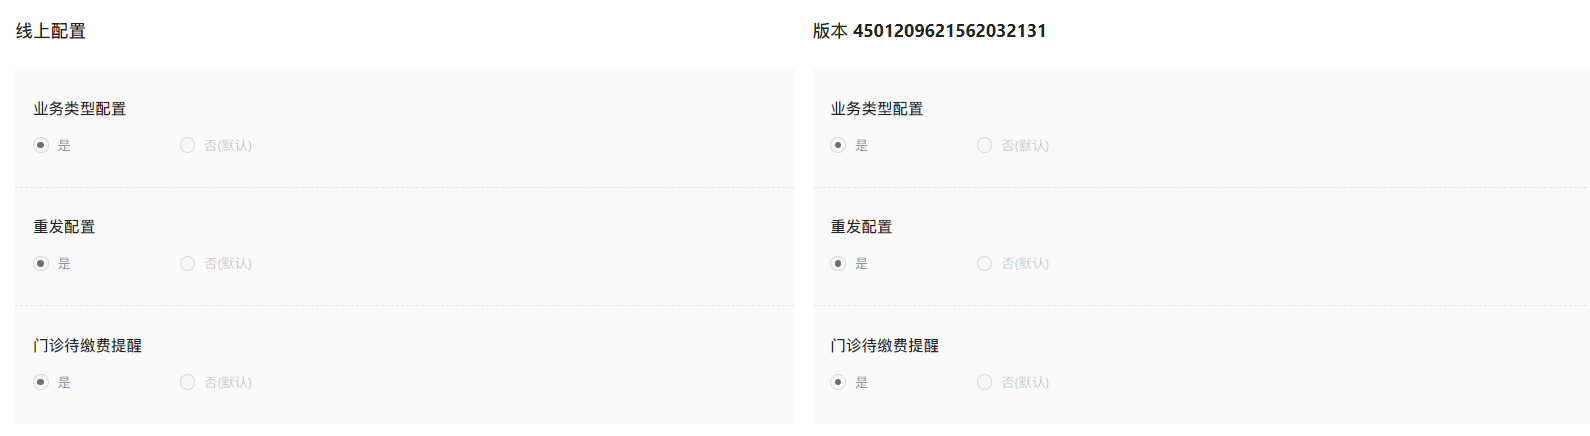 线上配置
业务类型配置
是 否(默认)
重发配置
是 否(默认)
门诊待缴费提醒
是 否(默认)
版本 4501209621562032131
业务类型配置
是 否(默认)
重发配置
是 否(默认)
门诊待缴费提醒
是 否(默认)